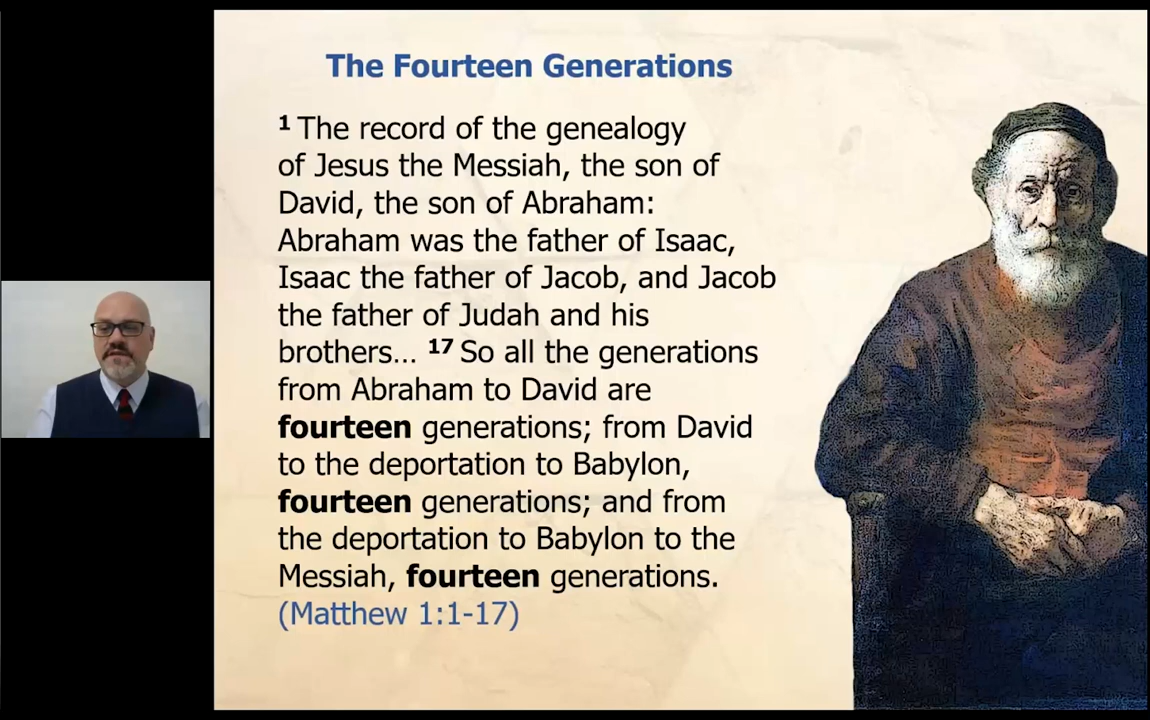 The Fourteen Generations
1 The record of the genealogy
of Jesus the Messiah, the son of
David, the son of Abraham:
Abraham was the father of Isaac,
Isaac the father of Jacob, and Jacob
the father of Judah and his
brothers… 17 So all the generations
from Abraham to David are
fourteen generations; from David
to the deportation to Babylon,
fourteen generations; and from
the deportation to Babylon to the
Messiah, fourteen generations.
(Matthew 1:1-17)